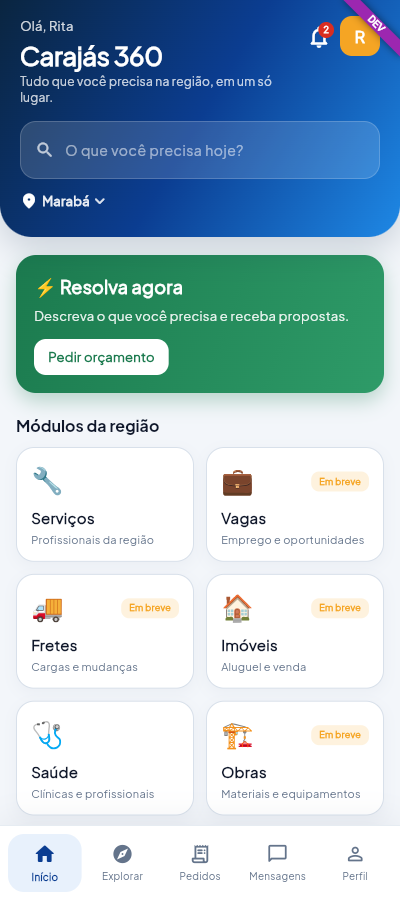 Olá, Rita
2
R
DEV
Carajás 360
Tudo que você precisa na região, em um só
lugar.
O que você precisa hoje?
Marabá
⚡ Resolva agora
Descreva o que você precisa e receba propostas.
Pedir orçamento
Módulos da região
Serviços
Profissionais da região
Em breve
Vagas
Emprego e oportunidades
Em breve
Fretes
Cargas e mudanças
Em breve
Imóveis
Aluguel e venda
Saúde
Clínicas e profissionais
Em breve
Obras
Materiais e equipamentos
Início
Explorar
Pedidos
Mensagens
Perfil